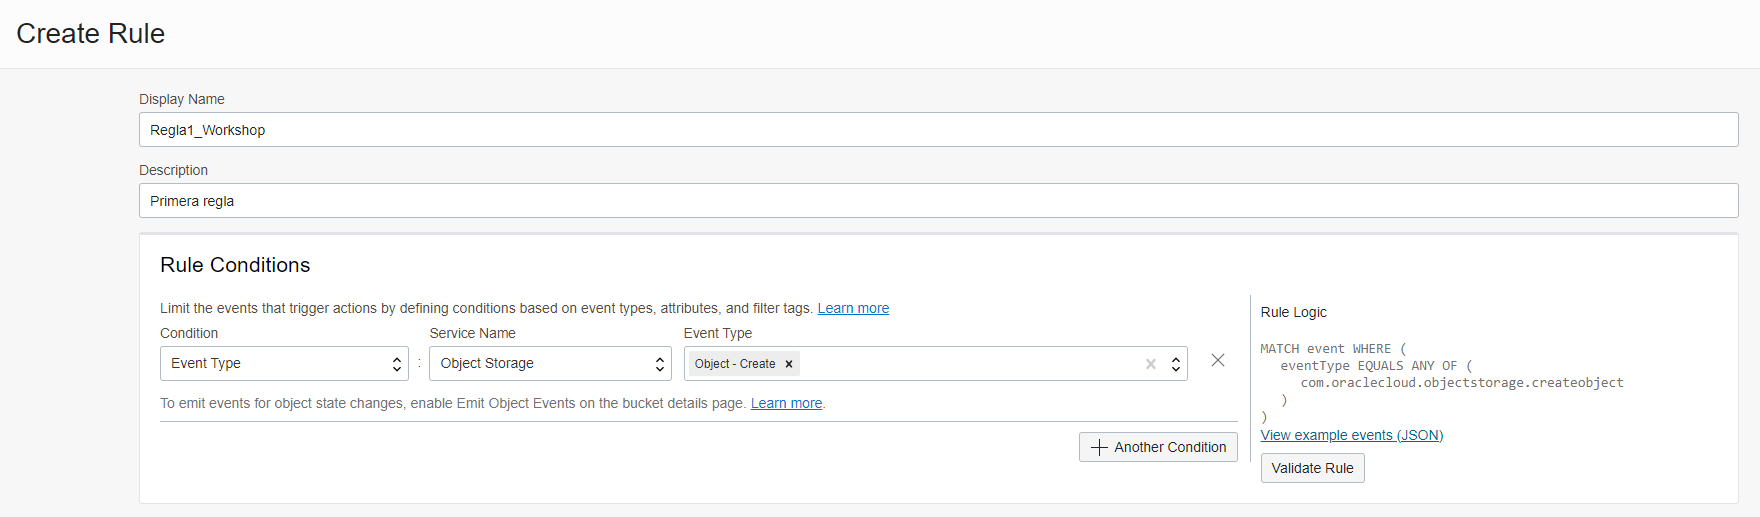 Create Rule
Display Name
Regla1_Workshop
Description
Primera regla
Rule Conditions
Limit the events that trigger actions by defining conditions based on event types, attributes, and filter tags. Learn more
Condition Service Name Event Type
Event Type : Object Storage Object - Create
To emit events for object state changes, enable Emit Object Events on the bucket details page. Learn more.
Another Condition
Rule Logic
MATCH event WHERE (
eventType EQUALS ANY OF (
com.oraclecloud.objectstorage.createobject
)
)
View example events (JSON)
Validate Rule